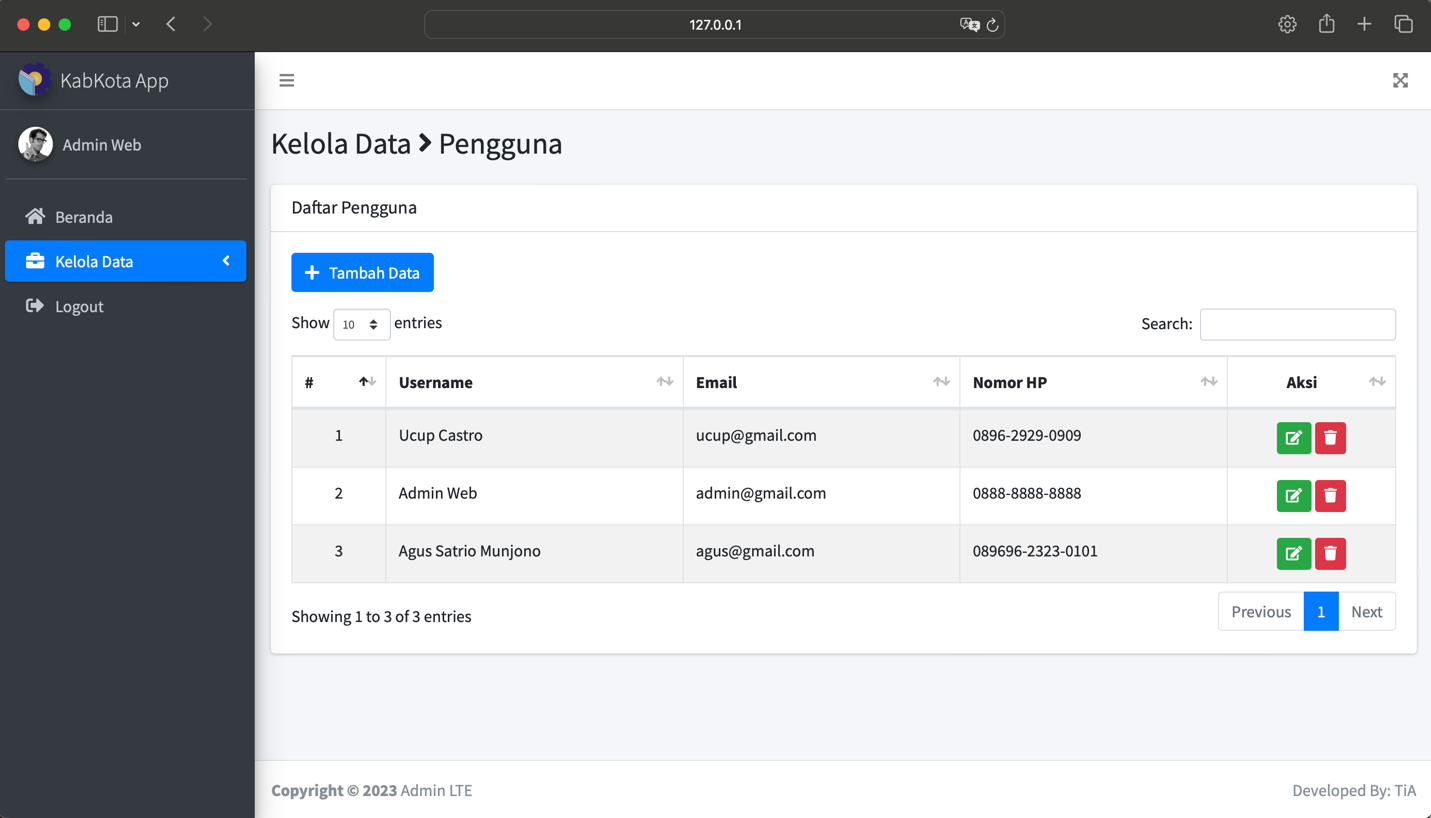 127.0.0.1
KabKota App
Admin Web
Beranda
Kelola Data
Logout
Kelola Data Pengguna
Daftar Pengguna
Tambah Data
Show 10 entries Search:
# Username Email Nomor HP Aksi
1 Ucup Castro ucup@gmail.com 0896-2929-0909
2 Admin Web admin@gmail.com 0888-8888-8888
3 Agus Satrio Munjono agus@gmail.com 089696-2323-0101
Showing 1 to 3 of 3 entries Previous 1 Next
Copyright © 2023 Admin LTE Developed By: TiA